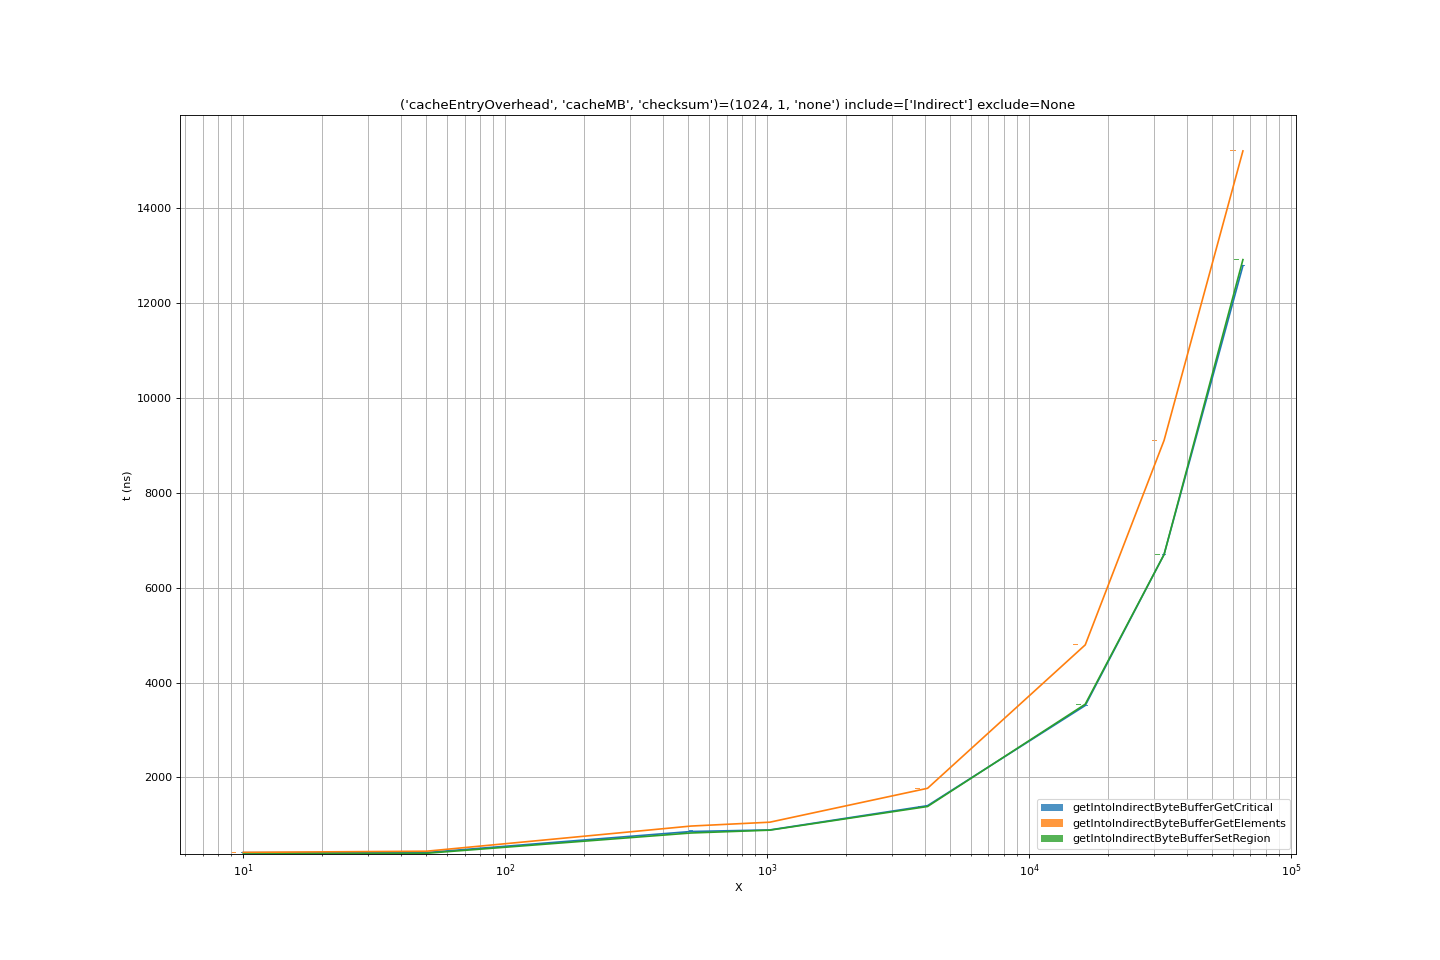 ('cacheEntryOverhead', 'cacheMB', 'checksum')=(1024, 1, 'none') include=['Indirect'] exclude=None
14000
12000
10000
8000
6000
4000
2000
t (ns)
10¹ 10² 10³ 10⁴ 10⁵
X
getIntoIndirectByteBufferGetCritical
getIntoIndirectByteBufferGetElements
getIntoIndirectByteBufferSetRegion